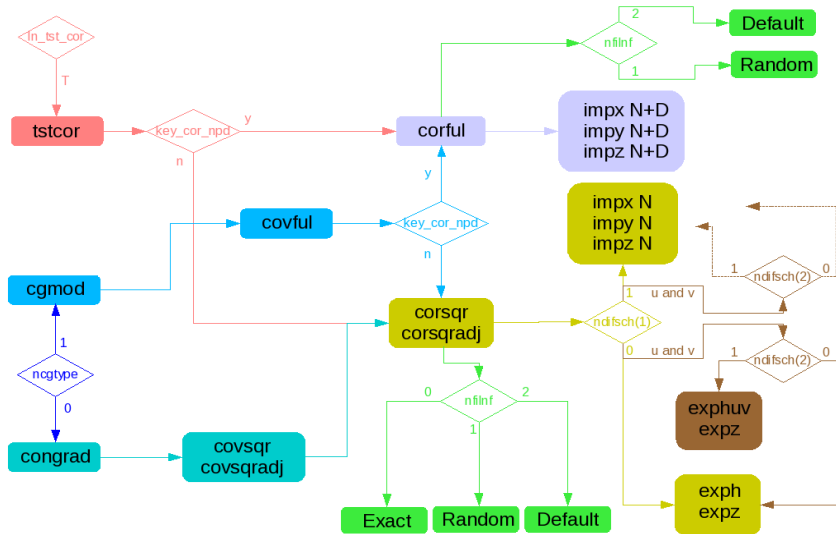 ln_tst_cor
T
tstcor
key_cor_npd
y
n
corful
nfilnf
2
1
Default
Random
impx N+D
impy N+D
impz N+D
covful
y
key_cor_npd
n
impx N
impy N
impz N
cgmod
1
ncgtype
0
congrad
covsqr
covsqradj
corsqr
corsqradj
ndifsch(1)
1
u and v
0
u and v
1
ndifsch(2)
0
1
ndifsch(2)
0
0
nfilnf
2
1
Exact
Random
Default
exphuv
expz
exph
expz